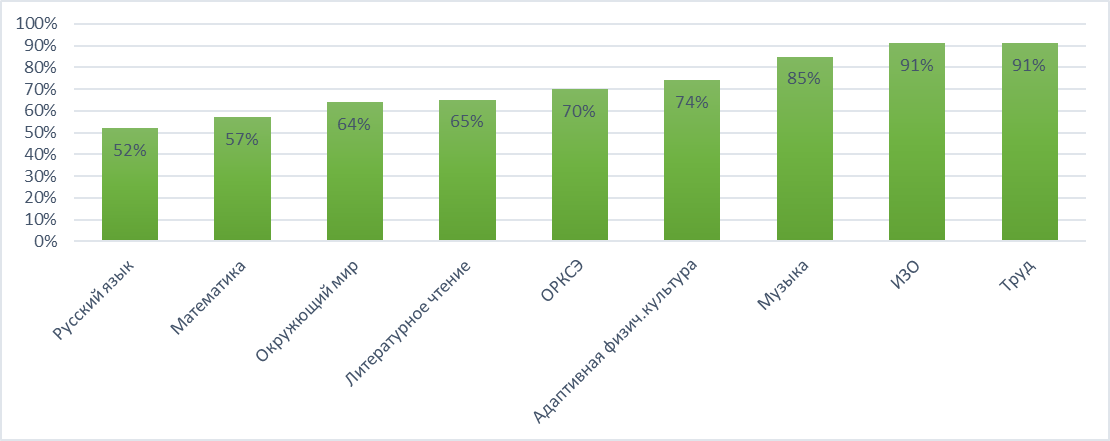 100%
90%
80%
70%
60%
50%
40%
30%
20%
10%
0%
52%
57%
64%
65%
70%
74%
85%
91%
91%
Русский язык
Математика
Окружющий мир
Литературное чтение
ОРКСЭ
Адаптивная физич.культура
Музыка
ИЗО
Труд